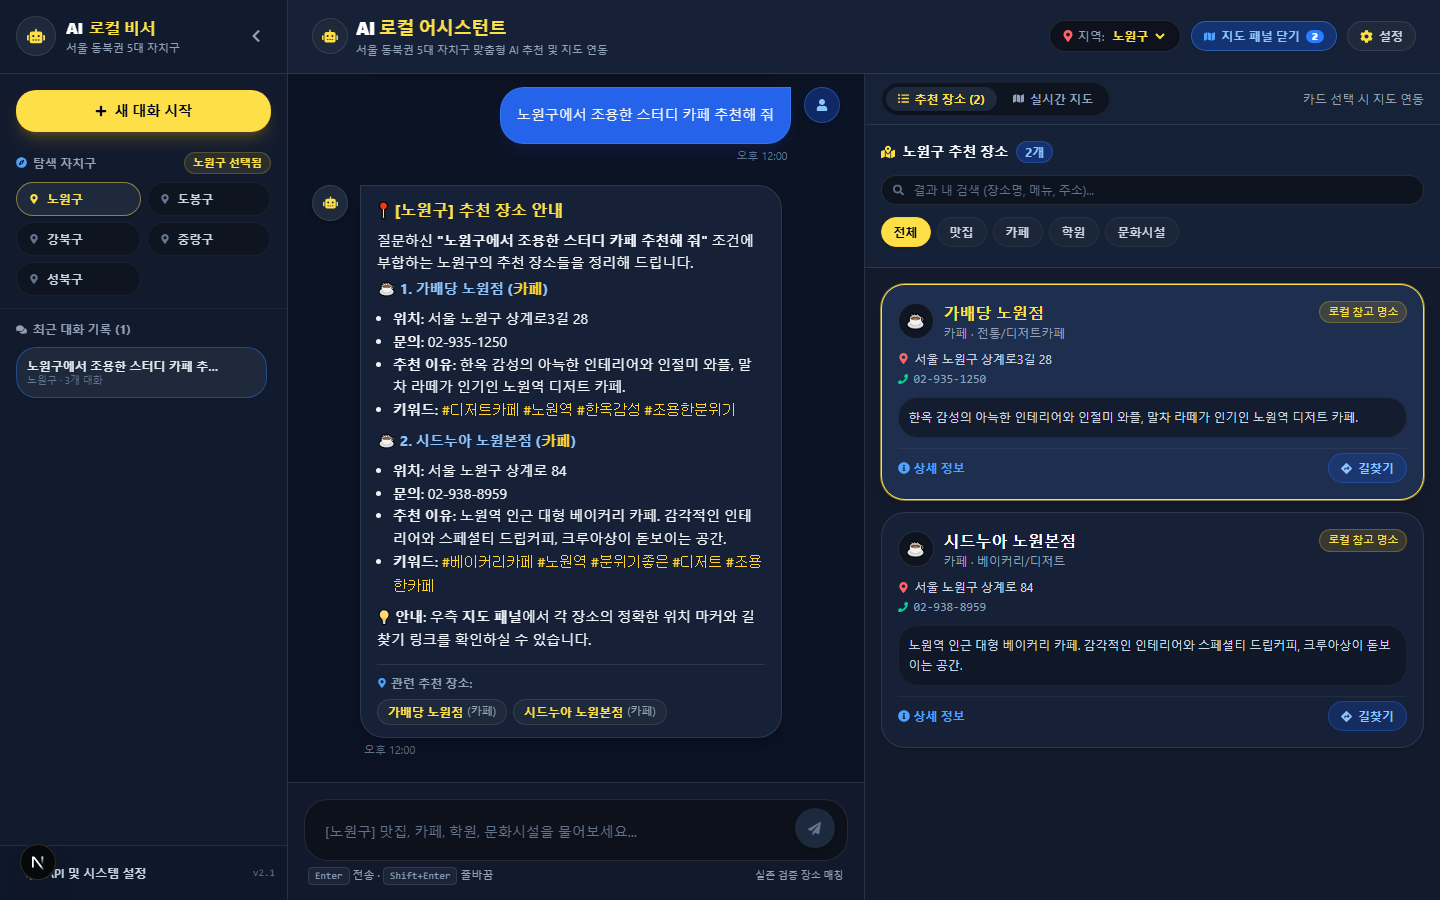 AI 로컬 비서
서울 동북권 5대 자치구
새 대화 시작
탐색 자치구
노원구 선택됨
노원구
도봉구
강북구
중랑구
성북구
최근 대화 기록 (1)
노원구에서 조용한 스터디 카페 추...
노원구 · 3개 대화
N
API 및 시스템 설정
v2.1
AI 로컬 어시스턴트
서울 동북권 5대 자치구 맞춤형 AI 추천 및 지도 연동
지역: 노원구
지도 패널 닫기 2
설정
노원구에서 조용한 스터디 카페 추천해 줘
오후 12:00
[노원구] 추천 장소 안내
질문하신 "노원구에서 조용한 스터디 카페 추천해 줘" 조건에
부합하는 노원구의 추천 장소들을 정리해 드립니다.
1. 가배당 노원점 (카페)
위치: 서울 노원구 상계로3길 28
문의: 02-935-1250
추천 이유: 한옥 감성의 아늑한 인테리어와 인절미 와플, 말
차 라떼가 인기인 노원역 디저트 카페.
키워드: #디저트카페 #노원역 #한옥감성 #조용한분위기
2. 시드누아 노원본점 (카페)
위치: 서울 노원구 상계로 84
문의: 02-938-8959
추천 이유: 노원역 인근 대형 베이커리 카페. 감각적인 인테
리어와 스페셜티 드립커피, 크루아상이 돋보이는 공간.
키워드: #베이커리카페 #노원역 #분위기좋은 #디저트 #조용
한카페
안내: 우측 지도 패널에서 각 장소의 정확한 위치 마커와 길
찾기 링크를 확인하실 수 있습니다.
관련 추천 장소:
가배당 노원점 (카페)
시드누아 노원본점 (카페)
오후 12:00
[노원구] 맛집, 카페, 학원, 문화시설을 물어보세요...
Enter 전송 · Shift+Enter 줄바꿈
실존 검증 장소 매칭
추천 장소 (2)
실시간 지도
카드 선택 시 지도 연동
노원구 추천 장소 2개
결과 내 검색 (장소명, 메뉴, 주소)...
전체
맛집
카페
학원
문화시설
가배당 노원점
로컬 참고 명소
카페 · 전통/디저트카페
서울 노원구 상계로3길 28
02-935-1250
한옥 감성의 아늑한 인테리어와 인절미 와플, 말차 라떼가 인기인 노원역 디저트 카페.
상세 정보
길찾기
시드누아 노원본점
로컬 참고 명소
카페 · 베이커리/디저트
서울 노원구 상계로 84
02-938-8959
노원역 인근 대형 베이커리 카페. 감각적인 인테리어와 스페셜티 드립커피, 크루아상이 돋보
이는 공간.
상세 정보
길찾기